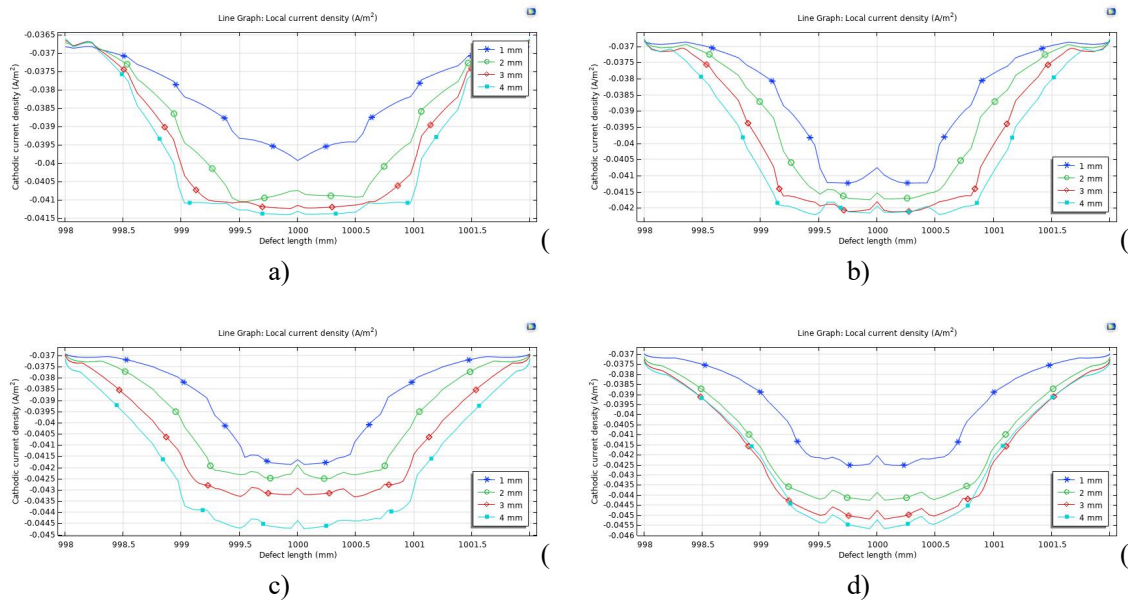 Line Graph: Local current density (A/m²)
Cathodic current density (A/m²)
-0.0365
-0.037
-0.0375
-0.038
-0.0385
-0.039
-0.0395
-0.04
-0.0405
-0.041
-0.0415
1 mm
2 mm
3 mm
4 mm
998 998.5 999 999.5 1000 1000.5 1001 1001.5
Defect length (mm)
(
a)
Line Graph: Local current density (A/m²)
Cathodic current density (A/m²)
-0.037
-0.0375
-0.038
-0.0385
-0.039
-0.0395
-0.04
-0.0405
-0.041
-0.0415
-0.042
1 mm
2 mm
3 mm
4 mm
998 998.5 999 999.5 1000 1000.5 1001 1001.5
Defect length (mm)
(
b)
Line Graph: Local current density (A/m²)
Cathodic current density (A/m²)
-0.037
-0.0375
-0.038
-0.0385
-0.039
-0.0395
-0.04
-0.0405
-0.041
-0.0415
-0.042
-0.0425
-0.043
-0.0435
-0.044
-0.0445
-0.045
1 mm
2 mm
3 mm
4 mm
998 998.5 999 999.5 1000 1000.5 1001 1001.5
Defect length (mm)
(
c)
Line Graph: Local current density (A/m²)
Cathodic current density (A/m²)
-0.037
-0.0375
-0.038
-0.0385
-0.039
-0.0395
-0.04
-0.0405
-0.041
-0.0415
-0.042
-0.0425
-0.043
-0.0435
-0.044
-0.0445
-0.045
-0.0455
-0.046
1 mm
2 mm
3 mm
4 mm
998 998.5 999 999.5 1000 1000.5 1001 1001.5
Defect length (mm)
(
d)